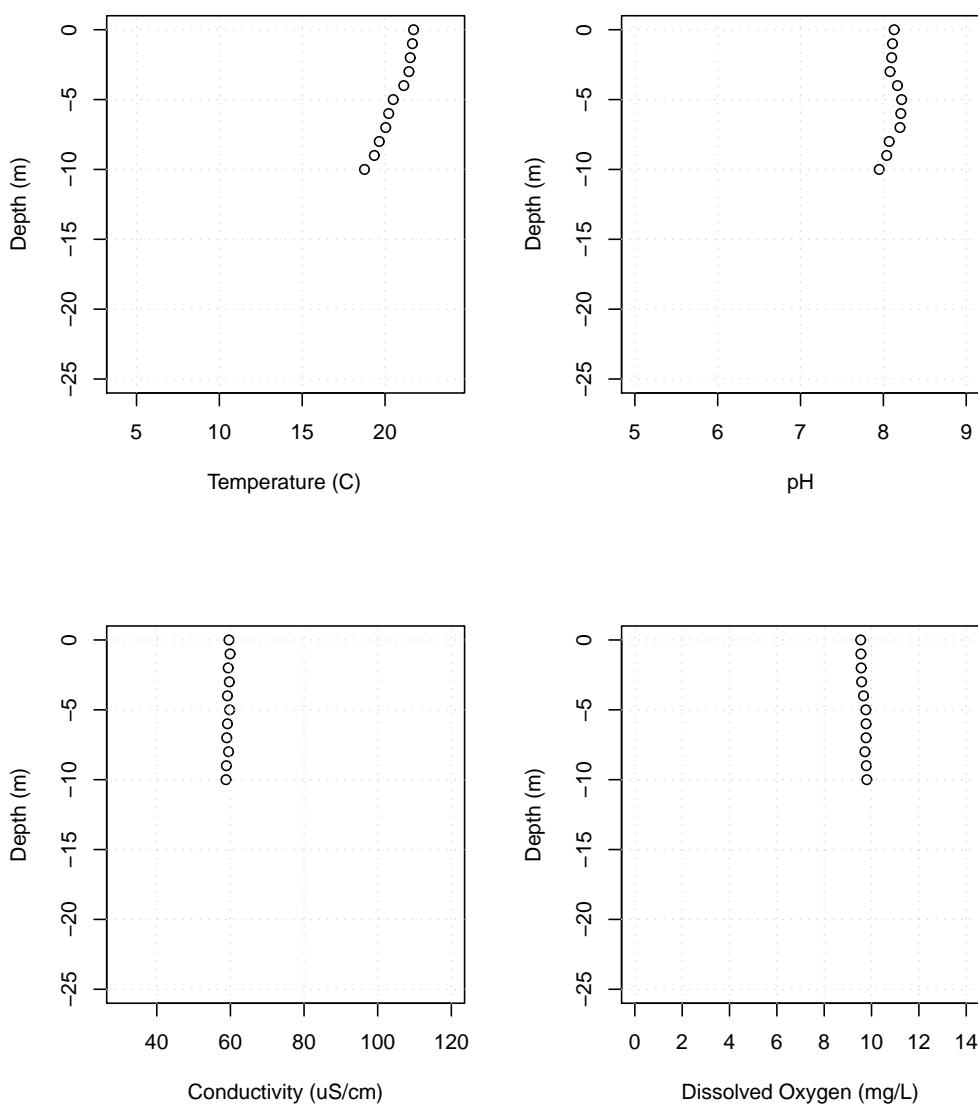 0
−5
−10
−15
−20
−25
Depth (m)
5 10 15 20
Temperature (C)
0
−5
−10
−15
−20
−25
Depth (m)
5 6 7 8 9
pH
0
−5
−10
−15
−20
−25
Depth (m)
40 60 80 100 120
Conductivity (uS/cm)
0
−5
−10
−15
−20
−25
Depth (m)
0 2 4 6 8 10 12 14
Dissolved Oxygen (mg/L)